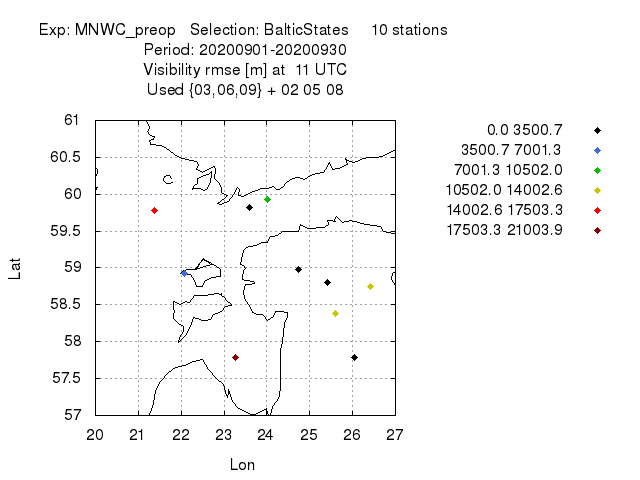 Exp: MNWC_preop   Selection: BalticStates     10 stations
Period: 20200901-20200930
Visibility rmse [m] at  11 UTC
Used {03,06,09} + 02 05 08
0.0 3500.7
3500.7 7001.3
7001.3 10502.0
10502.0 14002.6
14002.6 17503.3
17503.3 21003.9
61
60.5
60
59.5
59
58.5
58
57.5
57
Lat
20 21 22 23 24 25 26 27
Lon